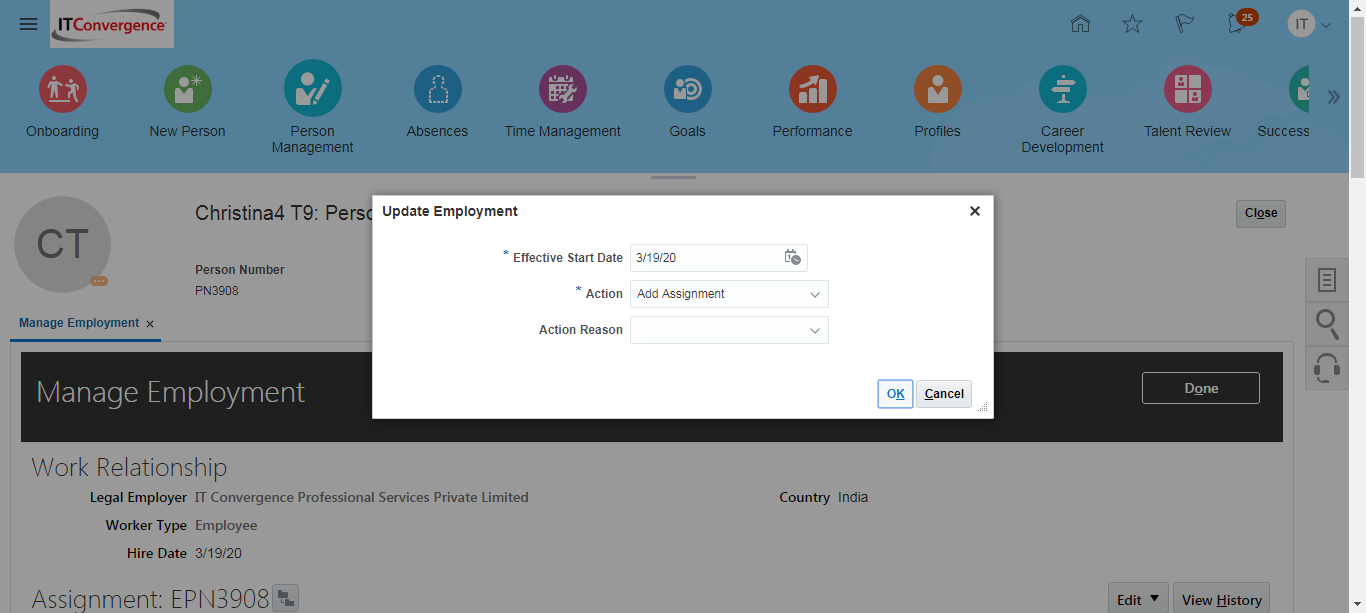 ITConvergence
25
IT
Onboarding
New Person
Person Management
Absences
Time Management
Goals
Performance
Profiles
Career Development
Talent Review
Success
Christina4 T9: Perso
Close
CT
Person Number
PN3908
Manage Employment
Update Employment
* Effective Start Date 3/19/20
* Action Add Assignment
Action Reason
OK Cancel
Manage Employment
Done
Work Relationship
Legal Employer IT Convergence Professional Services Private Limited
Country India
Worker Type Employee
Hire Date 3/19/20
Assignment: EPN3908
Edit View History